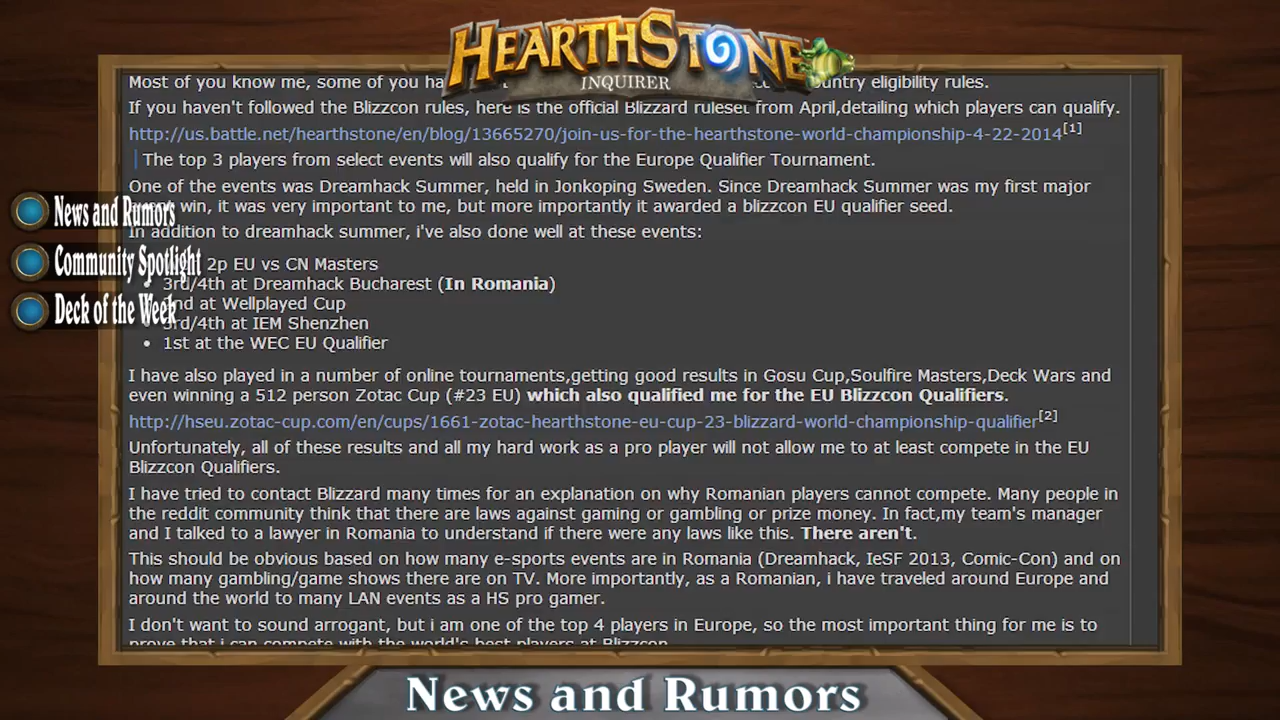 HEARTHSTONE
INQUIRER
Most of you know me, some of you ountry eligibility rules.
If you haven't followed the Blizzcon rules, here is the official Blizzard ruleset from April,detailing which players can qualify.
http://us.battle.net/hearthstone/en/blog/13665270/join-us-for-the-hearthstone-world-championship-4-22-2014[1]
The top 3 players from select events will also qualify for the Europe Qualifier Tournament.
One of the events was Dreamhack Summer, held in Jonkoping Sweden. Since Dreamhack Summer was my first major
win, it was very important to me, but more importantly it awarded a blizzcon EU qualifier seed.
In addition to dreamhack summer, i've also done well at these events:
2p EU vs CN Masters
3rd/4th at Dreamhack Bucharest (In Romania)
2nd at Wellplayed Cup
3rd/4th at IEM Shenzhen
• 1st at the WEC EU Qualifier
I have also played in a number of online tournaments,getting good results in Gosu Cup,Soulfire Masters,Deck Wars and
even winning a 512 person Zotac Cup (#23 EU) which also qualified me for the EU Blizzcon Qualifiers.
http://hseu.zotac-cup.com/en/cups/1661-zotac-hearthstone-eu-cup-23-blizzard-world-championship-qualifier[2]
Unfortunately, all of these results and all my hard work as a pro player will not allow me to at least compete in the EU
Blizzcon Qualifiers.
I have tried to contact Blizzard many times for an explanation on why Romanian players cannot compete. Many people in
the reddit community think that there are laws against gaming or gambling or prize money. In fact,my team's manager
and I talked to a lawyer in Romania to understand if there were any laws like this. There aren't.
This should be obvious based on how many e-sports events are in Romania (Dreamhack, IeSF 2013, Comic-Con) and on
how many gambling/game shows there are on TV. More importantly, as a Romanian, i have traveled around Europe and
around the world to many LAN events as a HS pro gamer.
I don't want to sound arrogant, but i am one of the top 4 players in Europe, so the most important thing for me is to
prove that i can compete with the world's best players at Blizzcon.
News and Rumors
Community Spotlight
Deck of the Week
News and Rumors